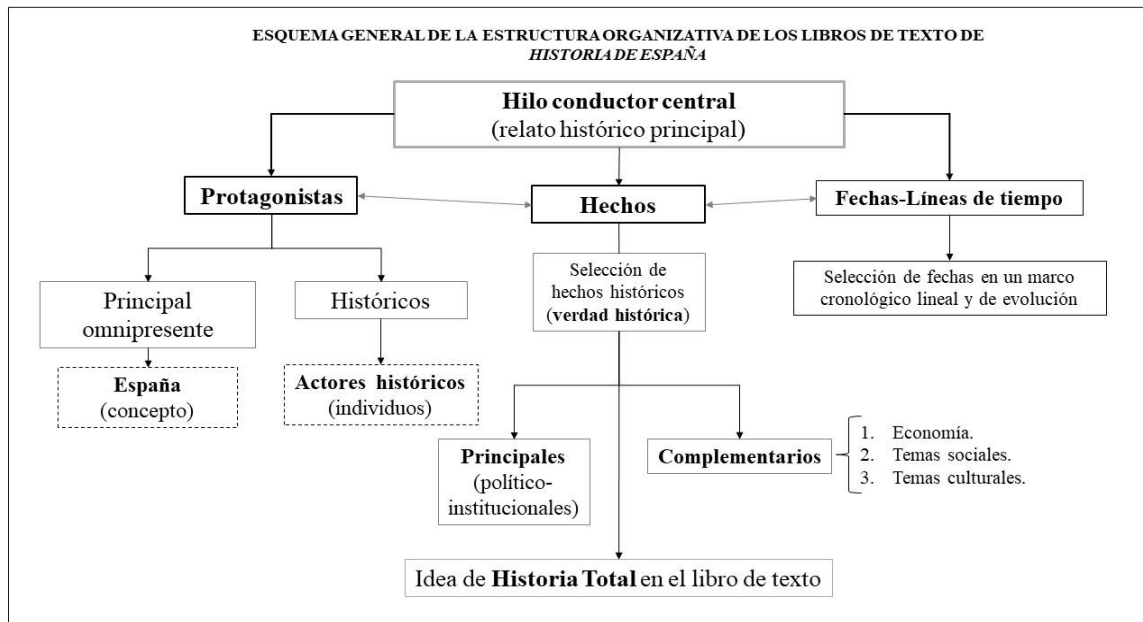 ESQUEMA GENERAL DE LA ESTRUCTURA ORGANIZATIVA DE LOS LIBROS DE TEXTO DE
HISTORIA DE ESPAÑA
Hilo conductor central
(relato histórico principal)
Protagonistas
Hechos
Fechas-Líneas de tiempo
Principal
omnipresente
Históricos
Selección de
hechos históricos
(verdad histórica)
Selección de fechas en un marco
cronológico lineal y de evolución
España
(concepto)
Actores históricos
(individuos)
Principales
(político-
institucionales)
Complementarios
1. Economía.
2. Temas sociales.
3. Temas culturales.
Idea de Historia Total en el libro de texto